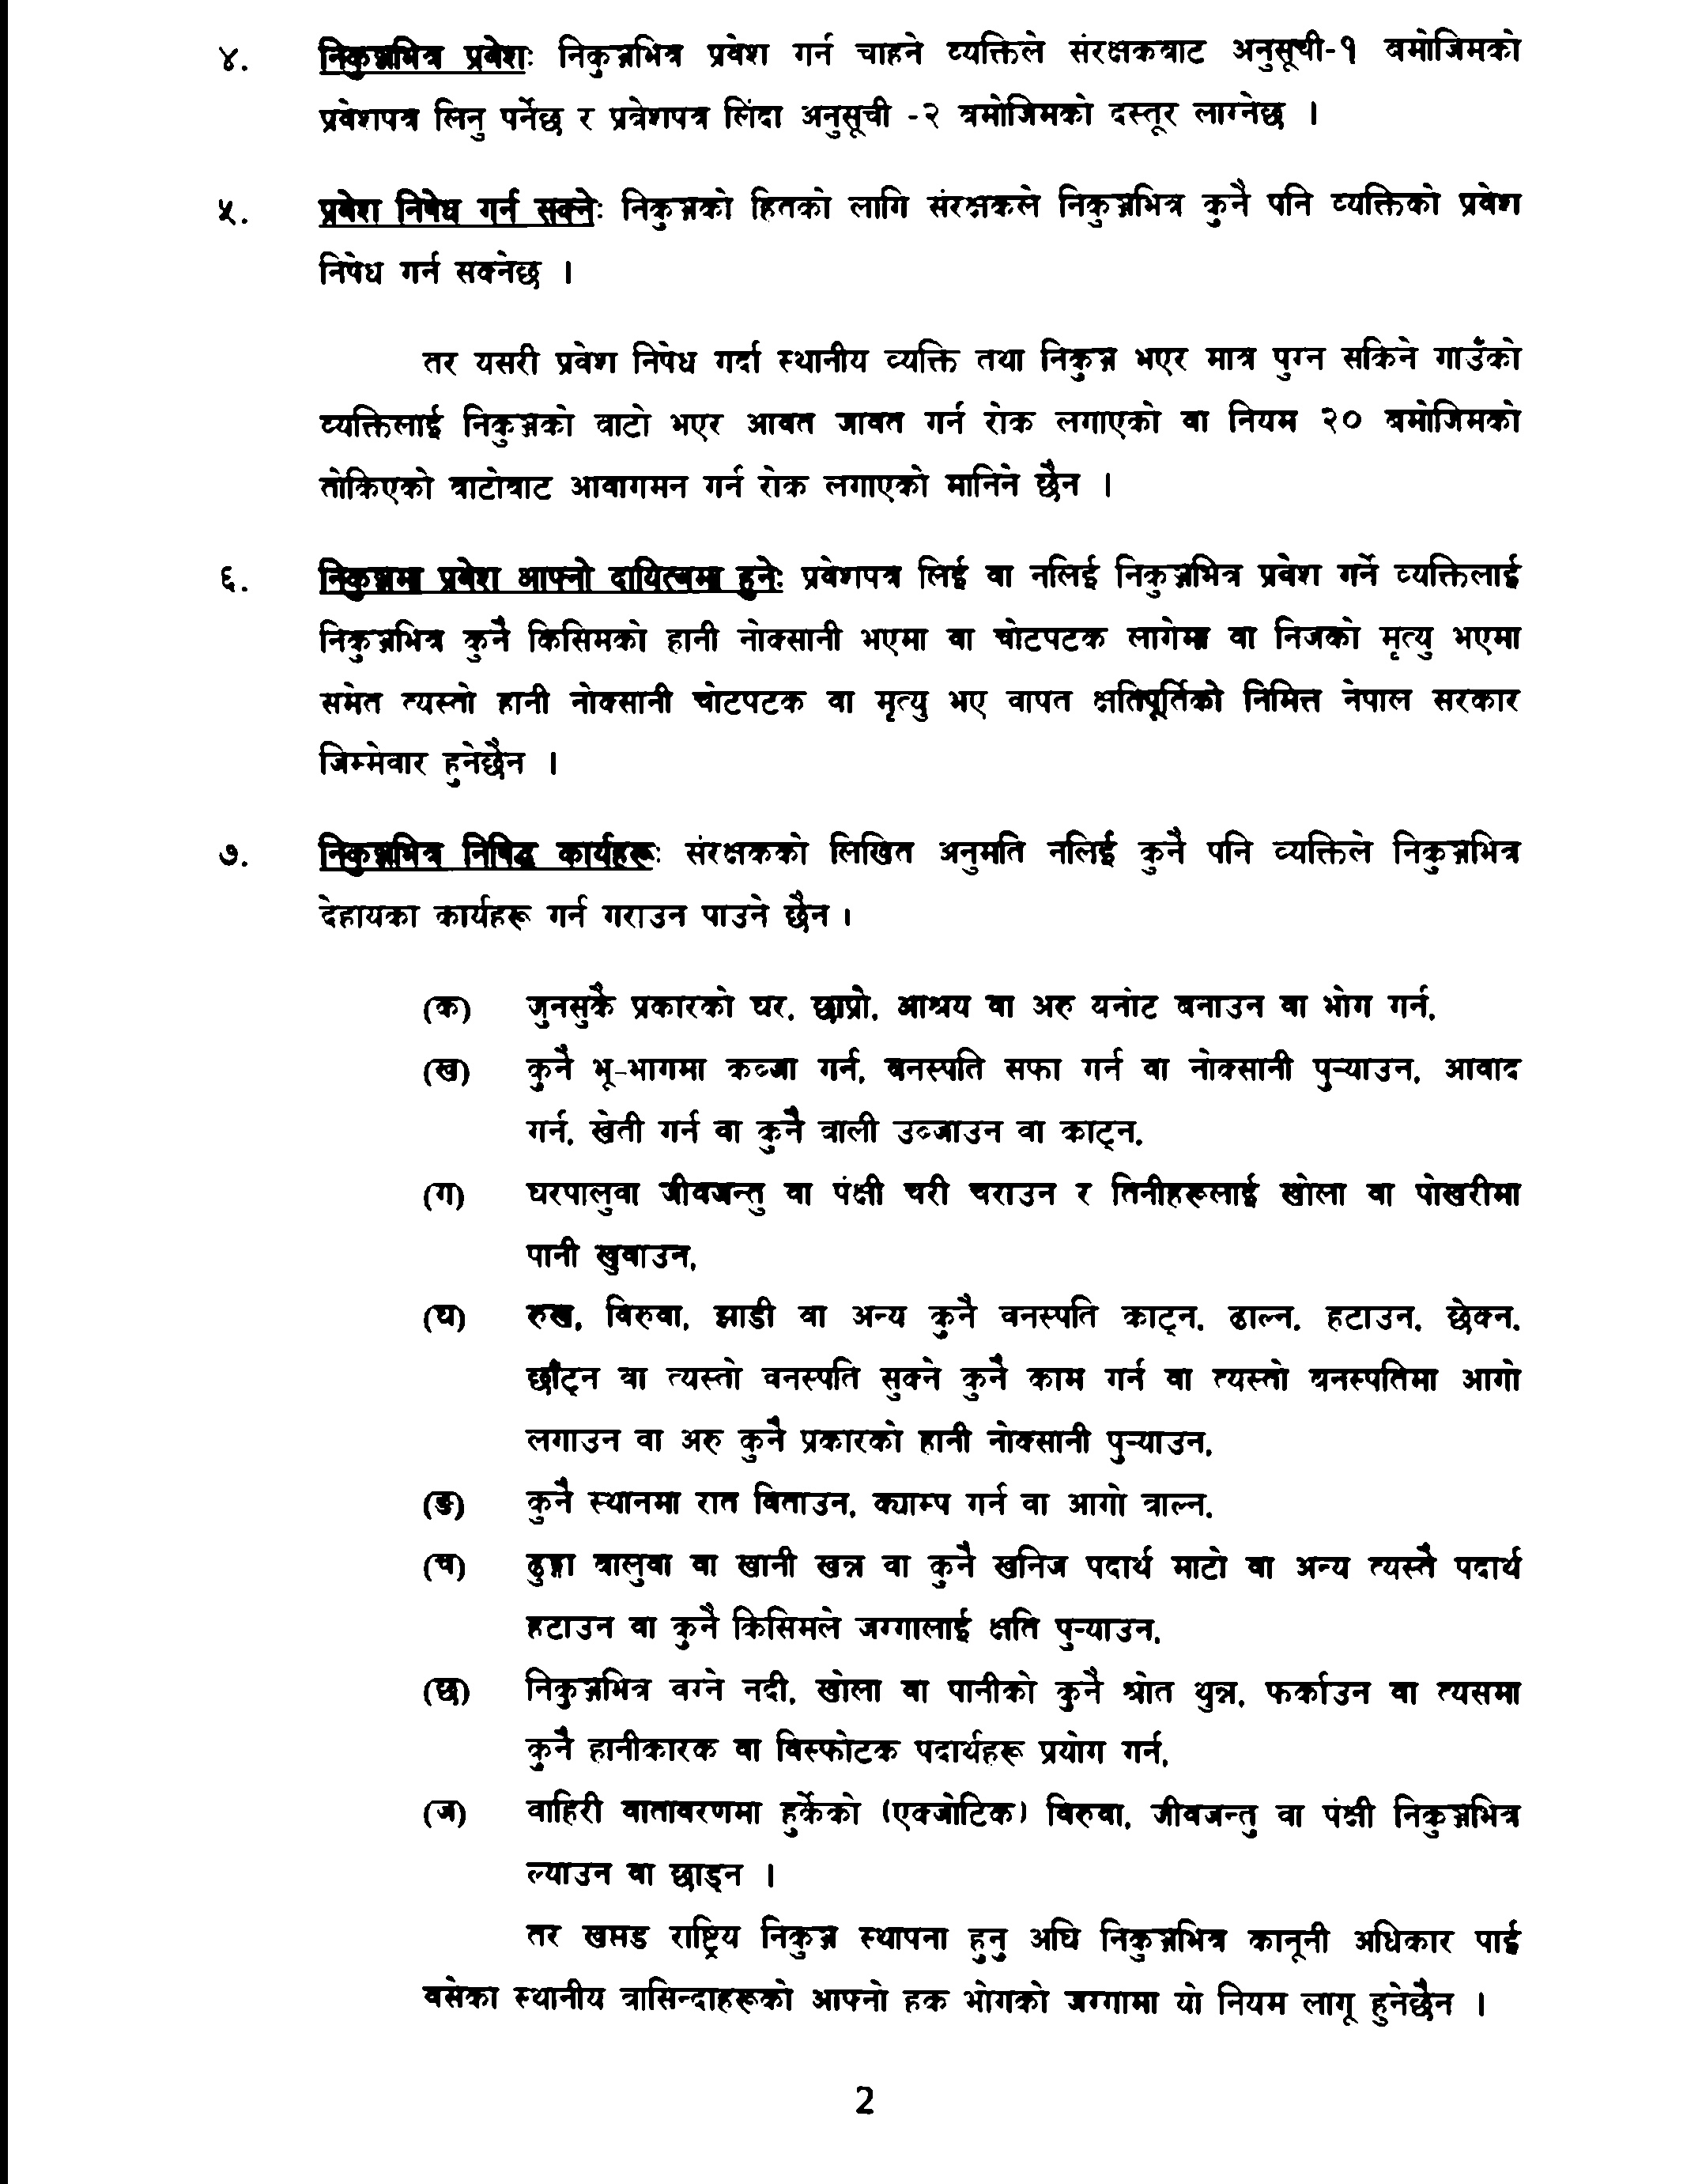 ४. निकुञ्जभित्र प्रवेशः निकुञ्जभित्र प्रवेश गर्न चाहने व्यक्तिले संरक्षकबाट अनुसूची-१ बमोजिमको
प्रवेशपत्र लिनु पर्नेछ र प्रवेशपत्र लिंदा अनुसूची -२ बमोजिमको दस्तूर लाग्नेछ ।
५. प्रवेश निषेध गर्न सक्नेः निकुञ्जको हितको लागि संरक्षकले निकुञ्जभित्र कुनै पनि व्यक्तिको प्रवेश
निषेध गर्न सक्नेछ ।
तर यसरी प्रवेश निषेध गर्दा स्थानीय व्यक्ति तथा निकुञ्ज भएर मात्र पुग्न सकिने गाउँको
व्यक्तिलाई निकुञ्जको बाटो भएर आवत जावत गर्न रोक लगाएको वा नियम २० बमोजिमको
तोकिएको बाटोबाट आवागमन गर्न रोक लगाएको मानिने छैन ।
६. निकुञ्जमा प्रवेश आफ्नो दायित्वमा हुनेः प्रवेशपत्र लिई वा नलिई निकुञ्जभित्र प्रवेश गर्ने व्यक्तिलाई
निकुञ्जभित्र कुनै किसिमको हानी नोक्सानी भएमा वा चोटपटक लागेमा वा निजको मृत्यु भएमा
समेत त्यस्तो हानी नोक्सानी चोटपटक वा मृत्यु भए वापत क्षतिपूर्तिको निमित्त नेपाल सरकार
जिम्मेवार हुनेछैन ।
७. निकुञ्जभित्र निषिद्ध कार्यहरूः संरक्षकको लिखित अनुमति नलिई कुनै पनि व्यक्तिले निकुञ्जभित्र
देहायका कार्यहरू गर्न गराउन पाउने छैन ।
(क) जुनसुकै प्रकारको घर, छाप्रो, आश्रय वा अरु बनोट बनाउन वा भोग गर्न,
(ख) कुनै भू-भागमा कब्जा गर्न, वनस्पति सफा गर्न वा नोक्सानी पुर्‍याउन, आवाद
गर्न, खेती गर्न वा कुनै बाली उब्जाउन वा काट्न,
(ग) घरपालुवा जीवजन्तु वा पंक्षी चरी चराउन र तिनीहरूलाई खोला वा पोखरीमा
पानी खुवाउन,
(घ) रुख, विरुवा, झाडी वा अन्य कुनै वनस्पति काट्न, ढाल्न, हटाउन, छेक्न,
छाँट्न वा त्यस्तो वनस्पति सुक्ने कुनै काम गर्न वा त्यस्तो वनस्पतिमा आगो
लगाउन वा अरु कुनै प्रकारको हानी नोक्सानी पुर्‍याउन,
(ङ) कुनै स्थानमा रात बिताउन, क्याम्प गर्न वा आगो बाल्न,
(च) ढुङ्गा बालुवा वा खानी खन्न वा कुनै खनिज पदार्थ माटो वा अन्य त्यस्तै पदार्थ
हटाउन वा कुनै किसिमले जग्गालाई क्षति पुर्‍याउन,
(छ) निकुञ्जभित्र बग्ने नदी, खोला वा पानीको कुनै श्रोत थुन्न, फर्काउन वा त्यसमा
कुनै हानीकारक वा विस्फोटक पदार्थहरू प्रयोग गर्न,
(ज) वाहिरी वातावरणमा हुर्केको (एक्जोटिक) विरुवा, जीवजन्तु वा पंक्षी निकुञ्जभित्र
ल्याउन वा छाड्न ।
तर खप्तड राष्ट्रिय निकुञ्ज स्थापना हुनु अघि निकुञ्जभित्र कानूनी अधिकार पाई
बसेका स्थानीय बासिन्दाहरूको आफ्नो हक भोगको जग्गामा यो नियम लागू हुनेछैन ।
2